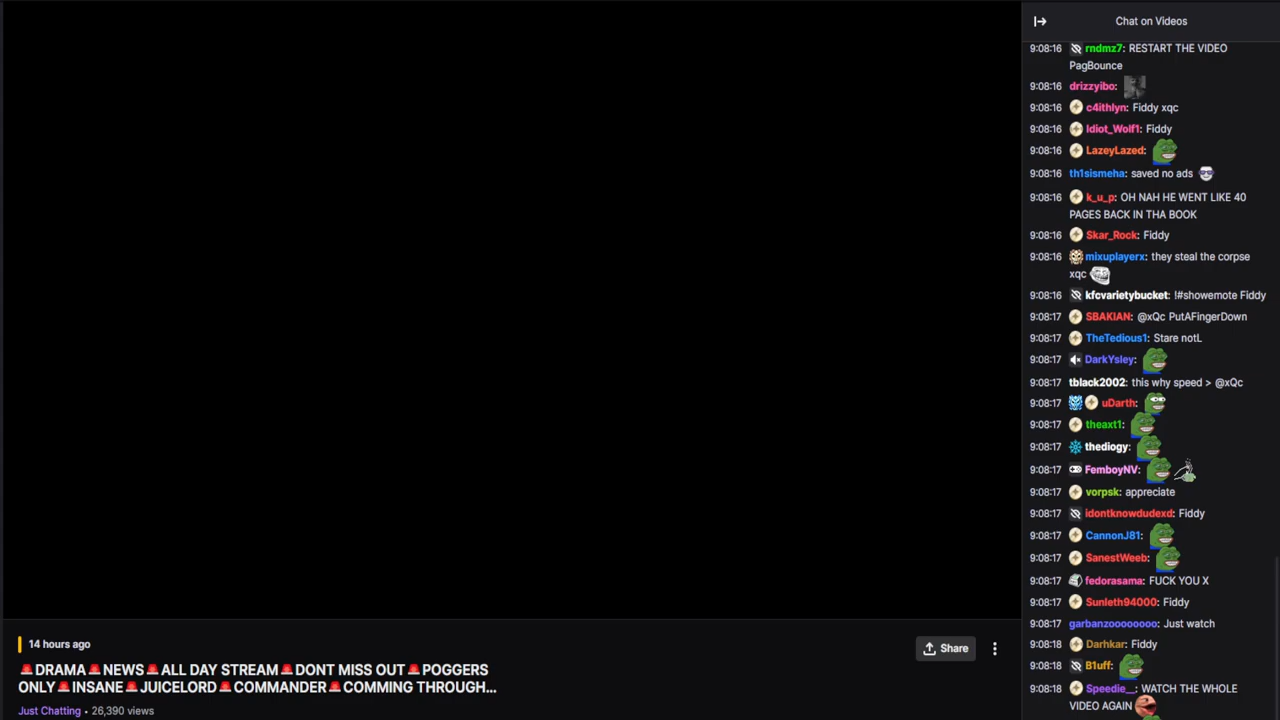 Chat on Videos
9:08:16 rndmz7: RESTART THE VIDEO
PagBounce
9:08:16 drizzyibo:
9:08:16 c4ithlyn: Fiddy xqc
9:08:16 Idiot_Wolf1: Fiddy
9:08:16 LazeyLazed:
9:08:16 th1sismeha: saved no ads
9:08:16 k_u_p: OH NAH HE WENT LIKE 40
PAGES BACK IN THA BOOK
9:08:16 Skar_Rock: Fiddy
9:08:16 mixuplayerx: they steal the corpse
xqc
9:08:16 kfcvarietybucket: !#showemote Fiddy
9:08:17 SBAKIAN: @xQc PutAFingerDown
9:08:17 TheTedious1: Stare notL
9:08:17 DarkYsley:
9:08:17 tblack2002: this why speed > @xQc
9:08:17 uDarth:
9:08:17 theaxt1:
9:08:17 thediogy:
9:08:17 FemboyNV:
9:08:17 vorpsk: appreciate
9:08:17 idontknowdudexd: Fiddy
9:08:17 CannonJ81:
9:08:17 SanestWeeb:
9:08:17 fedorasama: FUCK YOU X
9:08:17 Sunleth94000: Fiddy
9:08:17 garbanzoooooooo: Just watch
9:08:18 Darhkar: Fiddy
9:08:18 B1uff:
9:08:18 Speedie__: WATCH THE WHOLE
VIDEO AGAIN
14 hours ago
Share
🚨DRAMA🚨NEWS🚨ALL DAY STREAM🚨DONT MISS OUT🚨POGGERS
ONLY🚨INSANE🚨JUICELORD🚨COMMANDER🚨COMMING THROUGH...
Just Chatting • 26,390 views